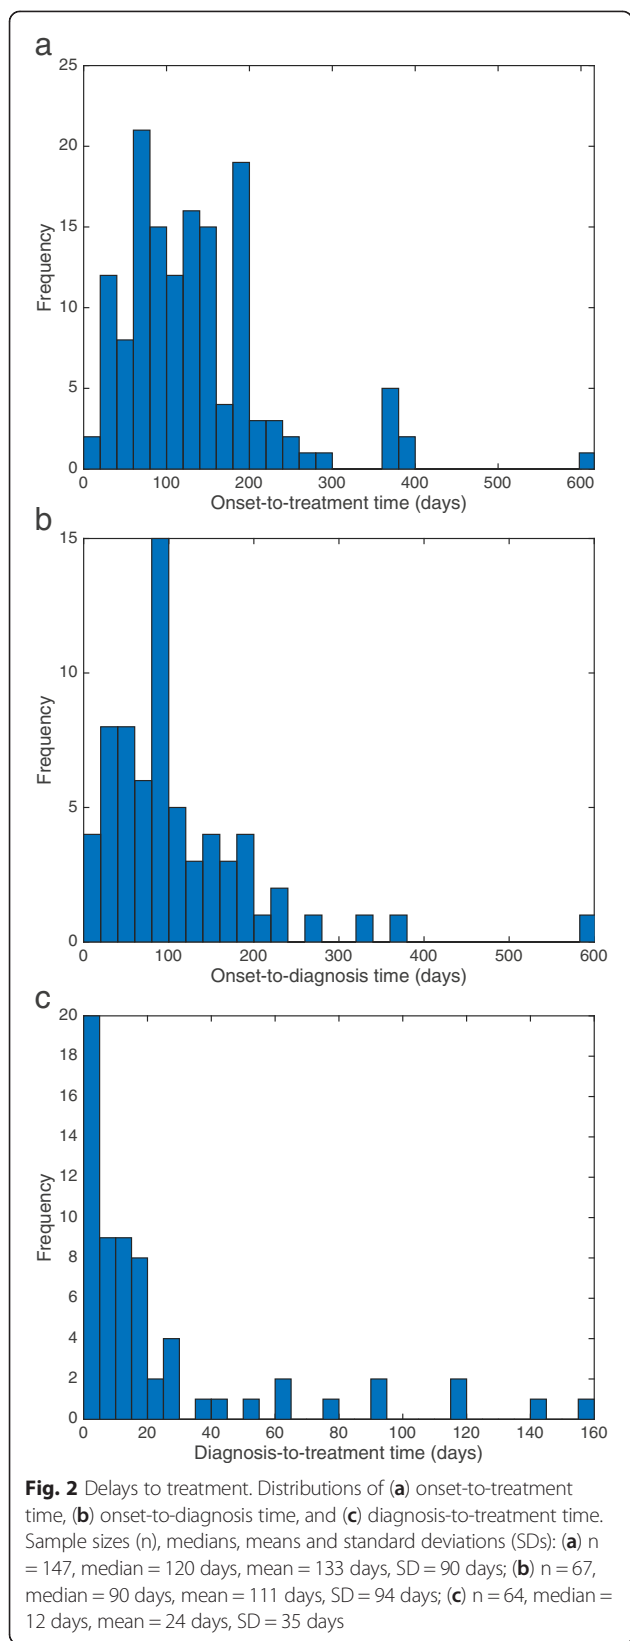 a
25
20
15
10
5
0
Frequency
0 100 200 300 400 500 600
Onset-to-treatment time (days)
b
15
10
5
0
Frequency
0 100 200 300 400 500 600
Onset-to-diagnosis time (days)
c
20
18
16
14
12
10
8
6
4
2
0
Frequency
0 20 40 60 80 100 120 140 160
Diagnosis-to-treatment time (days)
Fig. 2 Delays to treatment. Distributions of (a) onset-to-treatment
time, (b) onset-to-diagnosis time, and (c) diagnosis-to-treatment time.
Sample sizes (n), medians, means and standard deviations (SDs): (a) n
= 147, median = 120 days, mean = 133 days, SD = 90 days; (b) n = 67,
median = 90 days, mean = 111 days, SD = 94 days; (c) n = 64, median =
12 days, mean = 24 days, SD = 35 days